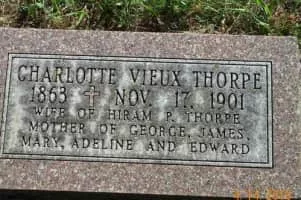 CHARLOTTE VIEUX THORPE
1863 † NOV. 17, 1901
WIFE OF HIRAM P. THORPE
MOTHER OF GEORGE, JAMES,
MARY, ADELINE AND EDWARD